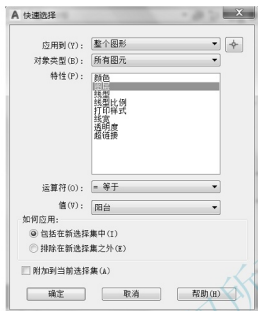 快速选择
应用到(Y): 整个图形
对象类型(B): 所有图元
特性(P): 颜色
图层
线型
线型比例
打印样式
线宽
透明度
超链接
运算符(O): = 等于
值(V): 阳台
如何应用:
包括在新选择集中(I)
排除在新选择集之外(E)
附加到当前选择集(A)
确定 取消 帮助(H)